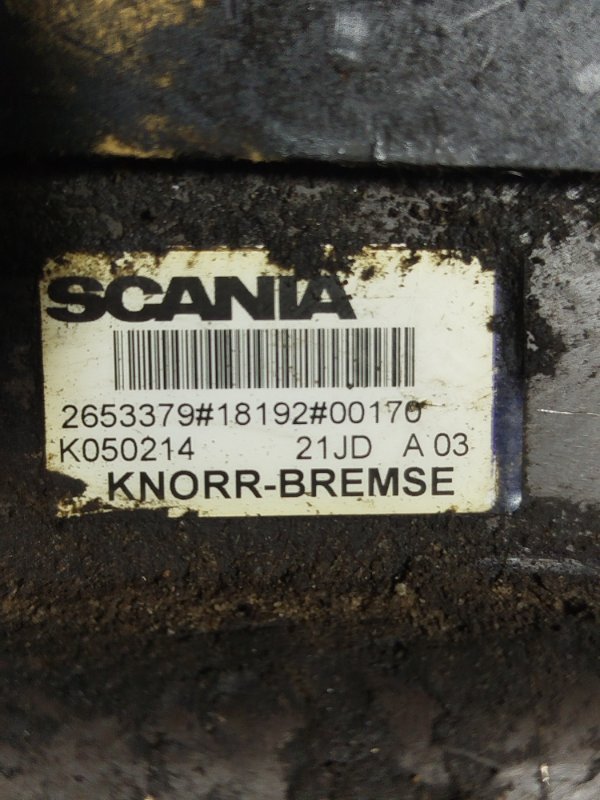 SCANIA
2653379#18192#00170
K050214 21JD A 03
KNORR-BREMSE